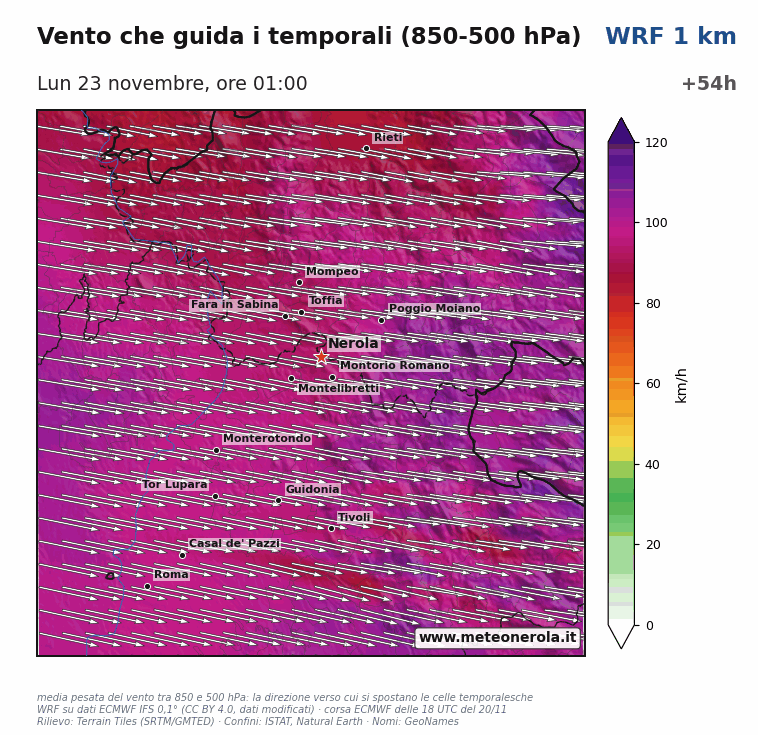 Vento che guida i temporali (850-500 hPa) WRF 1 km
Lun 23 novembre, ore 01:00 +54h
Rieti
Mompeo
Toffia
Fara in Sabina
Poggio Moiano
Nerola
Montorio Romano
Montelibretti
Monterotondo
Tor Lupara
Guidonia
Tivoli
Casal de' Pazzi
Roma
www.meteonerola.it
120
100
80
60
40
20
0
km/h
media pesata del vento tra 850 e 500 hPa: la direzione verso cui si spostano le celle temporalesche
WRF su dati ECMWF IFS 0,1° (CC BY 4.0, dati modificati) · corsa ECMWF delle 18 UTC del 20/11
Rilievo: Terrain Tiles (SRTM/GMTED) · Confini: ISTAT, Natural Earth · Nomi: GeoNames